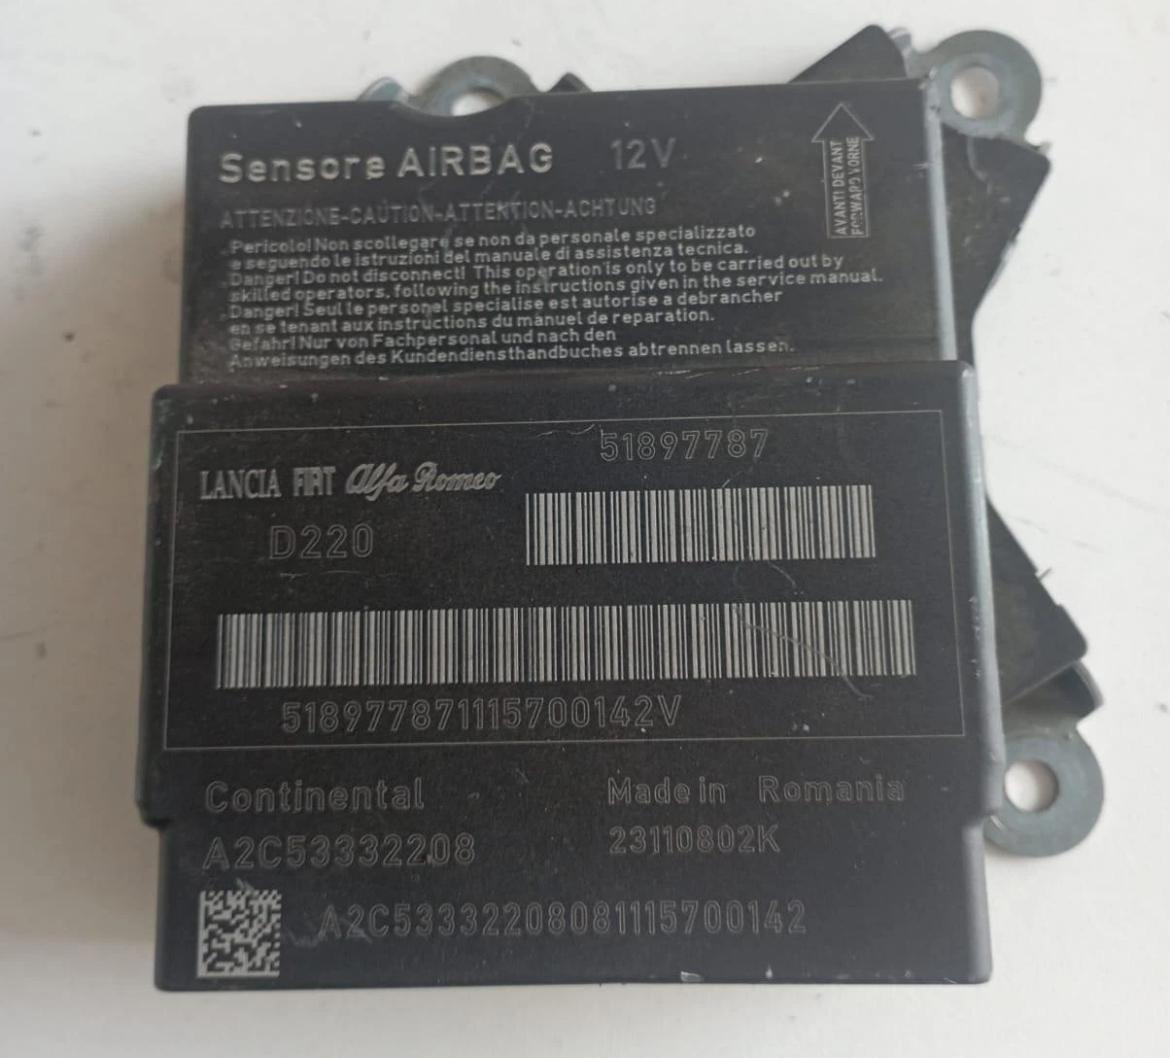 Sensore AIRBAG 12V
AVANTI DEVANT
FORWARD VORNE
ATTENZIONE-CAUTION-ATTENTION-ACHTUNG
Pericolo! Non scollegare se non da personale specializzato
e seguendo le istruzioni del manuale di assistenza tecnica.
Danger! Do not disconnect! This operation is only to be carried out by
skilled operators, following the instructions given in the service manual.
Danger! Seul le personel specialise est autorise a debrancher
en se tenant aux instructions du manuel de reparation.
Gefahr! Nur von Fachpersonal und nach den
Anweisungen des Kundendiensthandbuches abtrennen lassen.
51897787
LANCIA FIAT Alfa Romeo
D220
518977871115700142V
Continental Made in Romania
A2C53332208 23110802K
A2C53332208081115700142